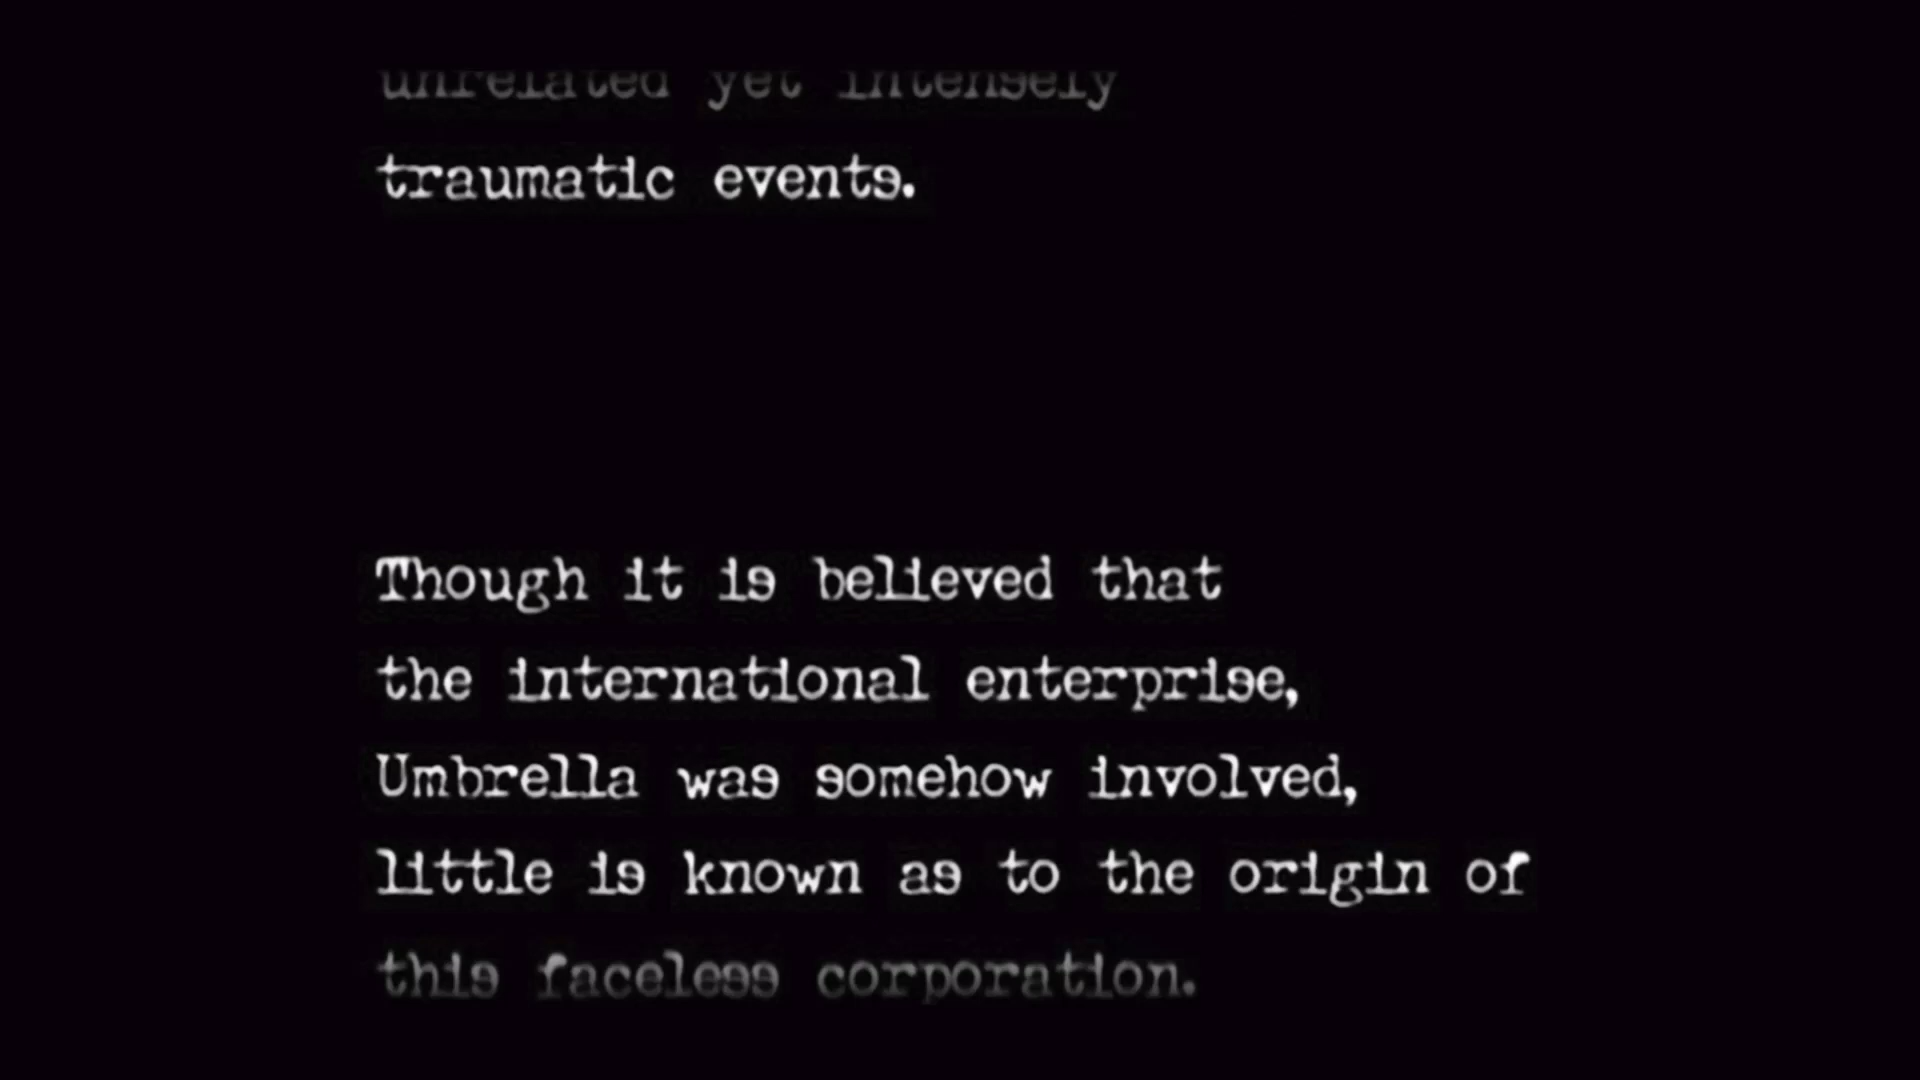 unrelated yet intensely
traumatic events.
Though it is believed that
the international enterprise,
Umbrella was somehow involved,
little is known as to the origin of
this faceless corporation.